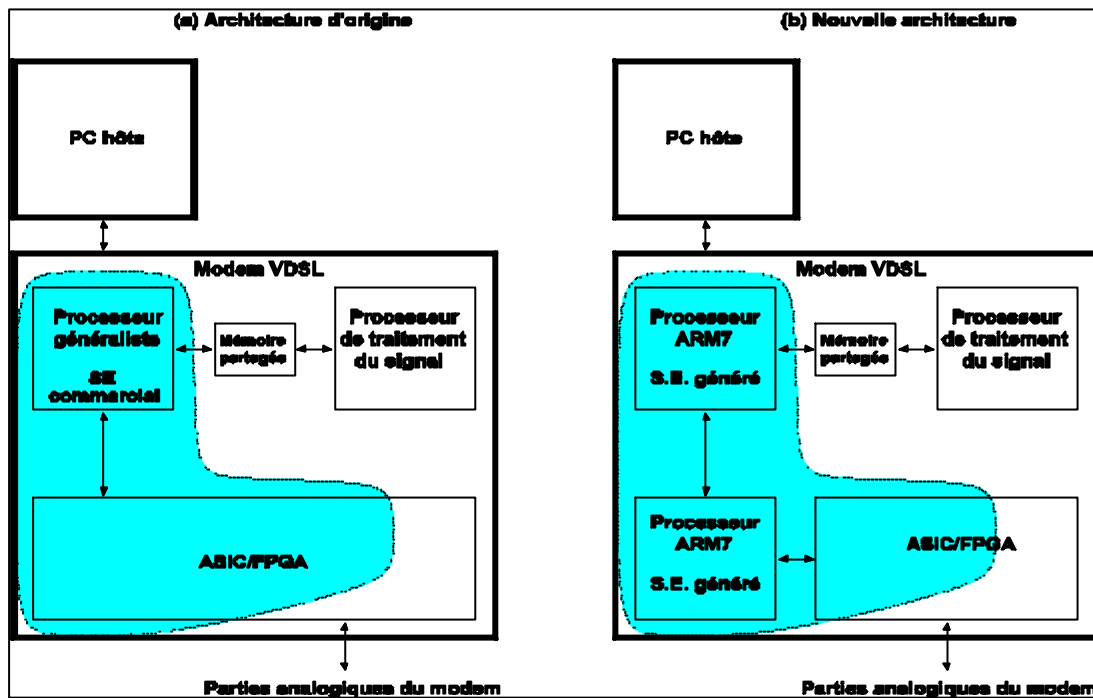 (a) Architecture d'origine
PC hôte
Modem VDSL
Processeur
généraliste
SE
commercial
Mémoire
partagée
Processeur
de traitement
du signal
ASIC/FPGA
Parties analogiques du modem
(b) Nouvelle architecture
PC hôte
Modem VDSL
Processeur
ARM7
S.E. généré
Mémoire
partagée
Processeur
de traitement
du signal
Processeur
ARM7
S.E. généré
ASIC/FPGA
Parties analogiques du modem